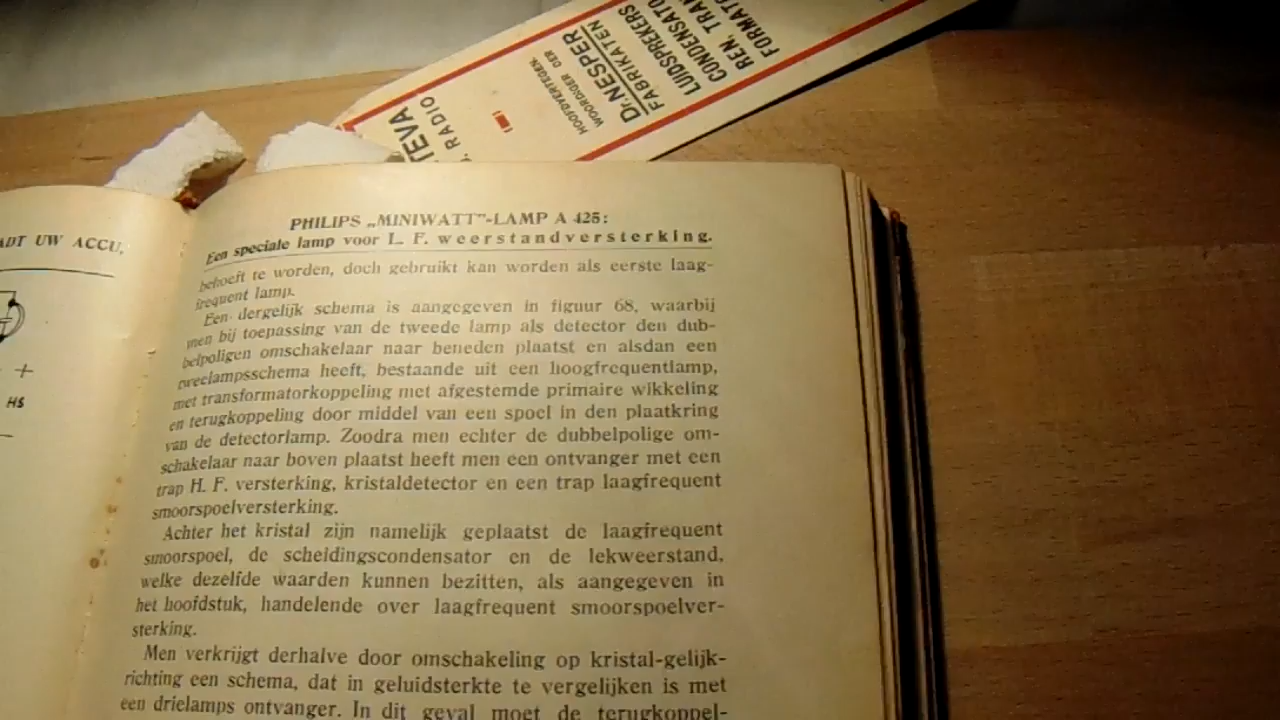 TEVA
RADIO
HOOFDVERTEGEN.
WOORDIGER DER
Dr. NESPER
FABRIKATEN
LUIDSPREKERS
CONDENSATO
REN, TRAN
FORMATO
ADT UW ACCU,
+
HS
PHILIPS „MINIWATT”-LAMP A 425:
Een speciale lamp voor L. F. weerstandversterking.
behoeft te worden, doch gebruikt kan worden als eerste laag-
frequent lamp.
Een dergelijk schema is aangegeven in figuur 68, waarbij
men bij toepassing van de tweede lamp als detector den dub-
belpoligen omschakelaar naar beneden plaatst en alsdan een
tweelampsschema heeft, bestaande uit een hoogfrequentlamp,
met transformatorkoppeling met afgestemde primaire wikkeling
en terugkoppeling door middel van een spoel in den plaatkring
van de detectorlamp. Zoodra men echter de dubbelpolige om-
schakelaar naar boven plaatst heeft men een ontvanger met een
trap H. F. versterking, kristaldetector en een trap laagfrequent
smoorspoelversterking.
Achter het kristal zijn namelijk geplaatst de laagfrequent
smoorspoel, de scheidingscondensator en de lekweerstand,
welke dezelfde waarden kunnen bezitten, als aangegeven in
het hoofdstuk, handelende over laagfrequent smoorspoelver-
sterking.
Men verkrijgt derhalve door omschakeling op kristal-gelijk-
richting een schema, dat in geluidsterkte te vergelijken is met
een drielamps ontvanger. In dit geval moet de terugkoppel-